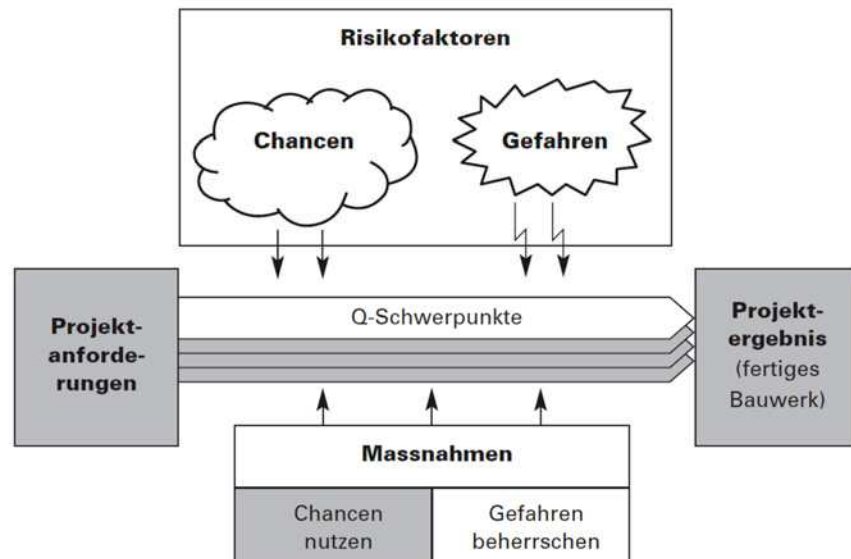 Risikofaktoren
Chancen
Gefahren
Projekt-
anforde-
rungen
Q-Schwerpunkte
Projekt-
ergebnis
(fertiges
Bauwerk)
Massnahmen
Chancen
nutzen
Gefahren
beherrschen